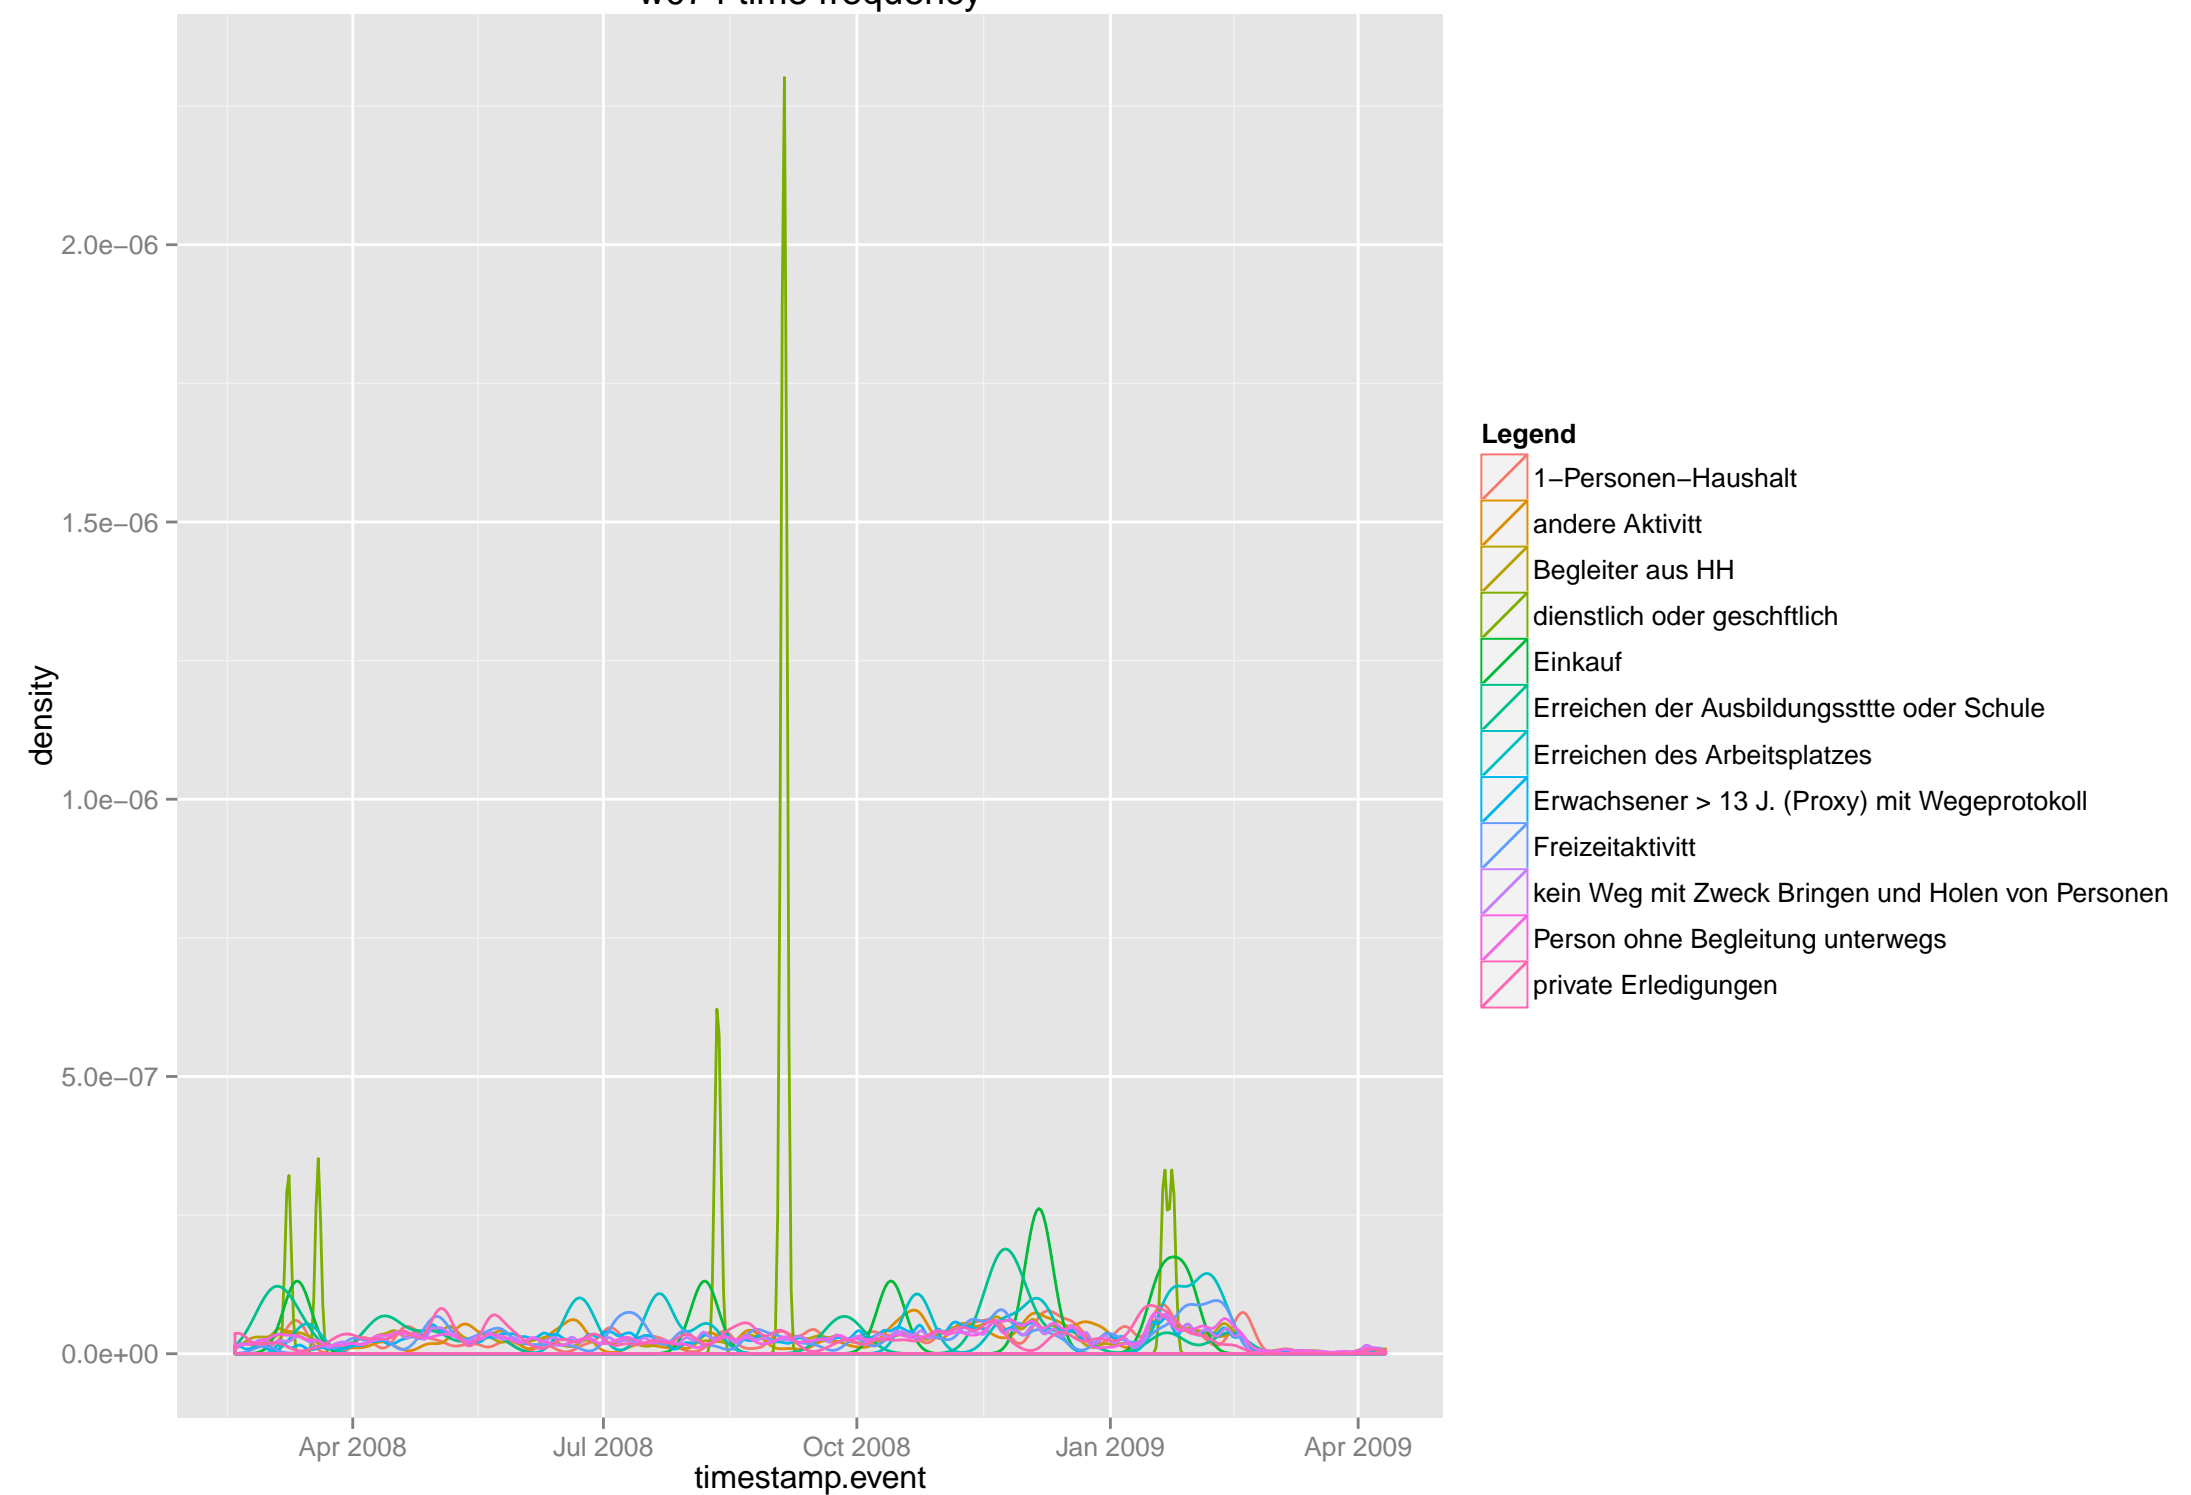 time frequency
2.0e−06
1.5e−06
1.0e−06
5.0e−07
0.0e+00
density
Apr 2008
Jul 2008
Oct 2008
Jan 2009
Apr 2009
timestamp.event
Legend
1−Personen−Haushalt
andere Aktivitt
Begleiter aus HH
dienstlich oder geschftlich
Einkauf
Erreichen der Ausbildungssttte oder Schule
Erreichen des Arbeitsplatzes
Erwachsener > 13 J. (Proxy) mit Wegeprotokoll
Freizeitaktivitt
kein Weg mit Zweck Bringen und Holen von Personen
Person ohne Begleitung unterwegs
private Erledigungen